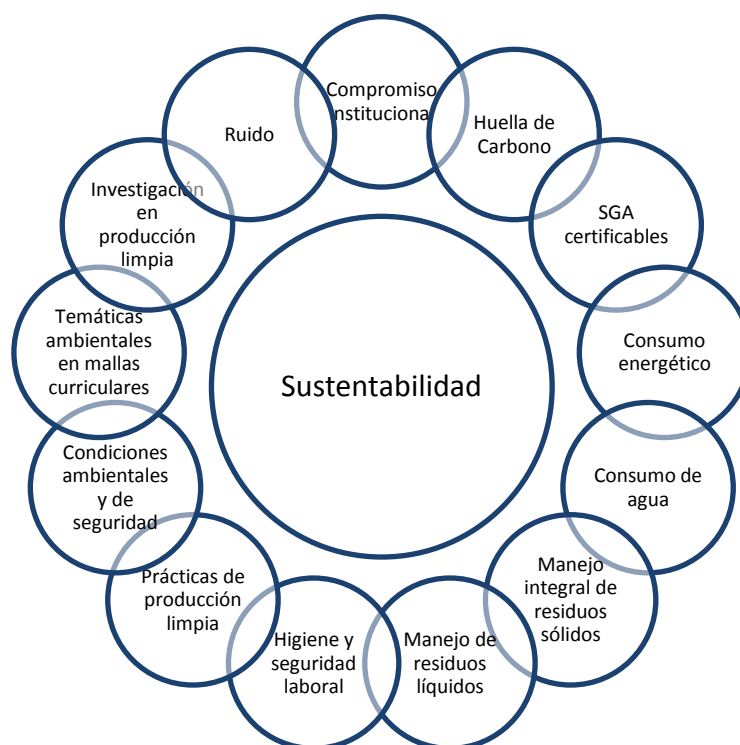 Compromiso
nstituciona
Huella de
Carbono
SGA
certificables
Consumo
energético
Consumo de
agua
Manejo
integral de
residuos
sólidos
Manejo de
residuos
líquidos
Higiene y
seguridad
laboral
Prácticas de
producción
limpia
Condiciones
ambientales
y de
seguridad
Temáticas
ambientales
en mallas
curriculares
Investigación
en
producción
limpia
Ruido
Sustentabilidad